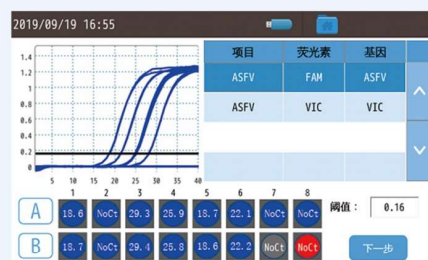 2019/09/19 16:55
项目 荧光素 基因
ASFV FAM ASFV
ASFV VIC VIC
1.4
1.2
1
0.8
0.6
0.4
0.2
0
5 10 15 20 25 30 35 40
1 2 3 4 5 6 7 8
A 18.6 NoCt 29.3 25.9 18.7 22.1 NoCt NoCt
阈值： 0.16
B 18.7 NoCt 29.4 25.8 18.6 22.2 NoCt NoCt
下一步